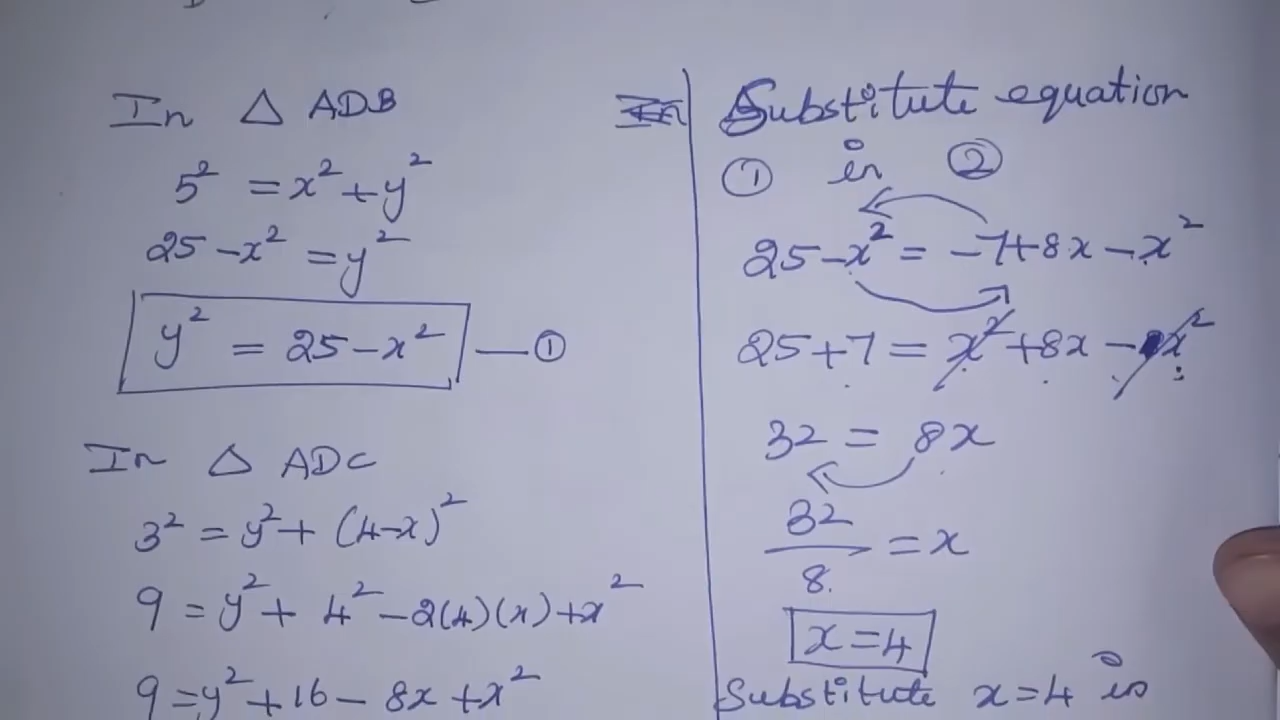 In △ ADB
5² = x² + y²
25 - x² = y²
y² = 25 - x² — ①
In △ ADC
3² = y² + (4-x)²
9 = y² + 4² - 2(4)(x) + x²
9 = y² + 16 - 8x + x²
Substitute equation
① in ②
25 - x² = -7 + 8x - x²
25 + 7 = x² + 8x - x²
32 = 8x
32/8 = x
x = 4
Substitute x = 4 in